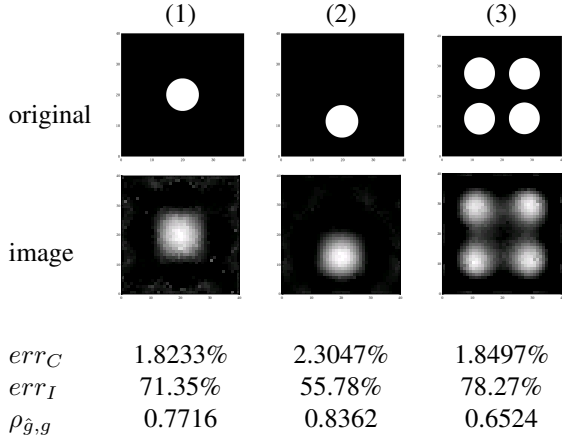 (1) (2) (3)
original
image
err_C 1.8233% 2.3047% 1.8497%
err_I 71.35% 55.78% 78.27%
ρ_ĝ,g 0.7716 0.8362 0.6524